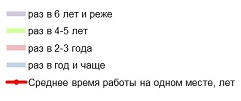 раз в 6 лет и реже
раз в 4-5 лет
раз в 2-3 года
раз в год и чаще
Среднее время работы на одном месте, лет